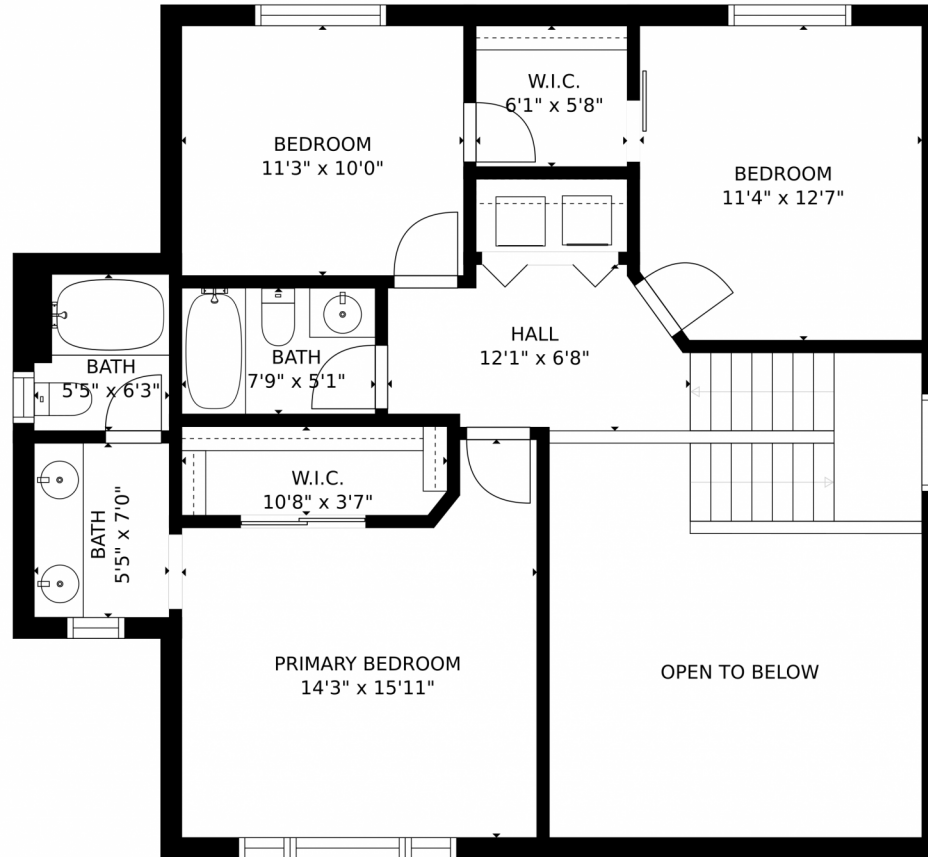 W.I.C.
6'1" x 5'8"
BEDROOM
11'3" x 10'0"
BEDROOM
11'4" x 12'7"
HALL
12'1" x 6'8"
BATH
7'9" x 5'1"
BATH
5'5" x 6'3"
W.I.C.
10'8" x 3'7"
BATH
5'5" x 7'0"
PRIMARY BEDROOM
14'3" x 15'11"
OPEN TO BELOW